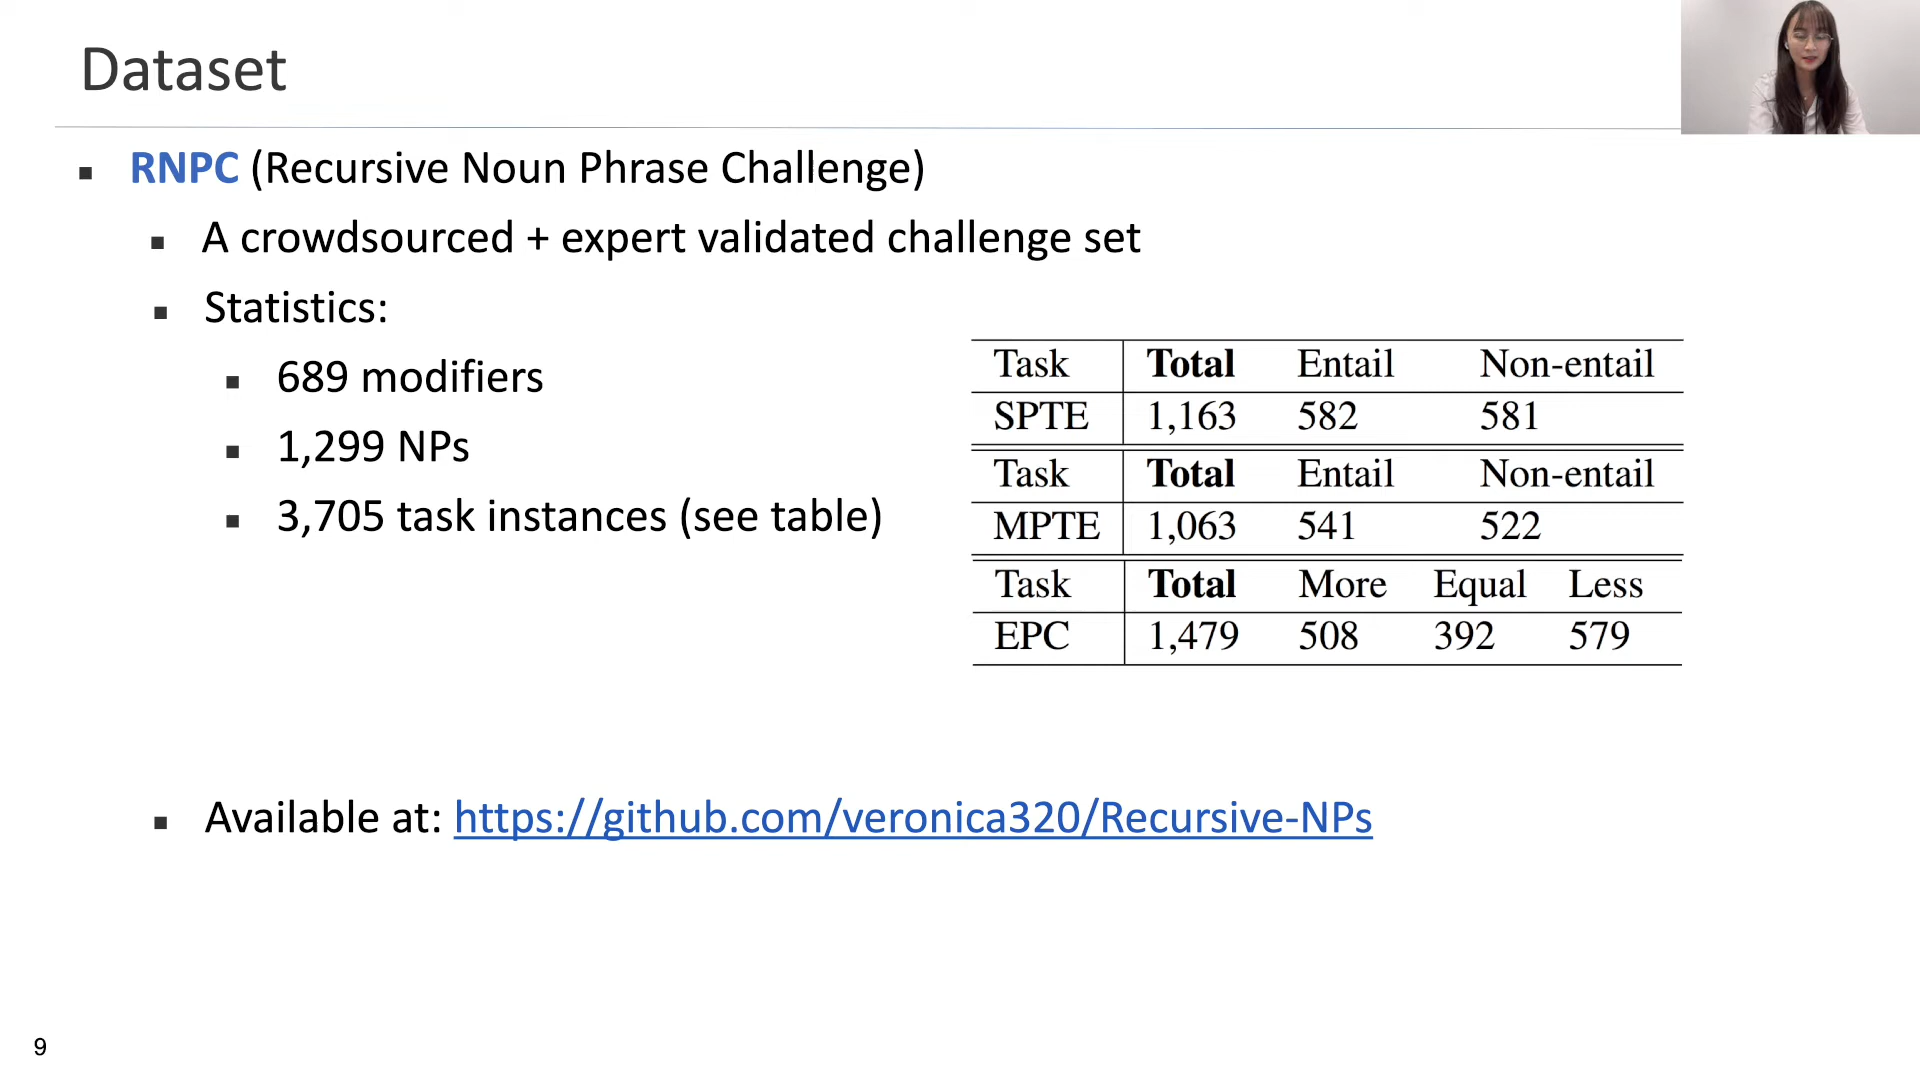 Dataset
RNPC (Recursive Noun Phrase Challenge)
A crowdsourced + expert validated challenge set
Statistics:
689 modifiers
1,299 NPs
3,705 task instances (see table)
Task Total Entail Non-entail
SPTE 1,163 582 581
Task Total Entail Non-entail
MPTE 1,063 541 522
Task Total More Equal Less
EPC 1,479 508 392 579
Available at: https://github.com/veronica320/Recursive-NPs
9